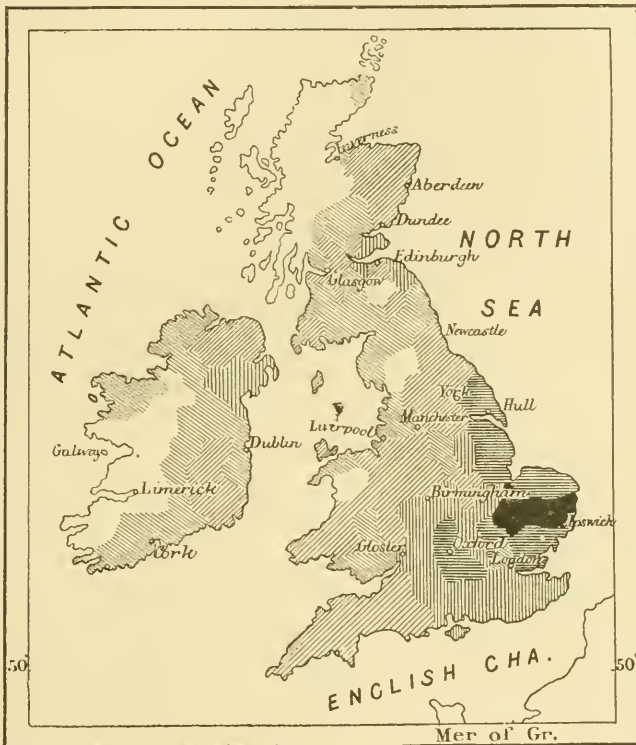 ATLANTIC OCEAN
Inverness
Aberdeen
Dundee
NORTH
Edinburgh
Glasgow
SEA
Newcastle
York
Hull
Manchester
Liverpool
Galway
Dublin
Limerick
Birmingham
Ipswich
Cork
Gloster
Oxford
London
50°
50°
ENGLISH CHA.
Mer of Gr.